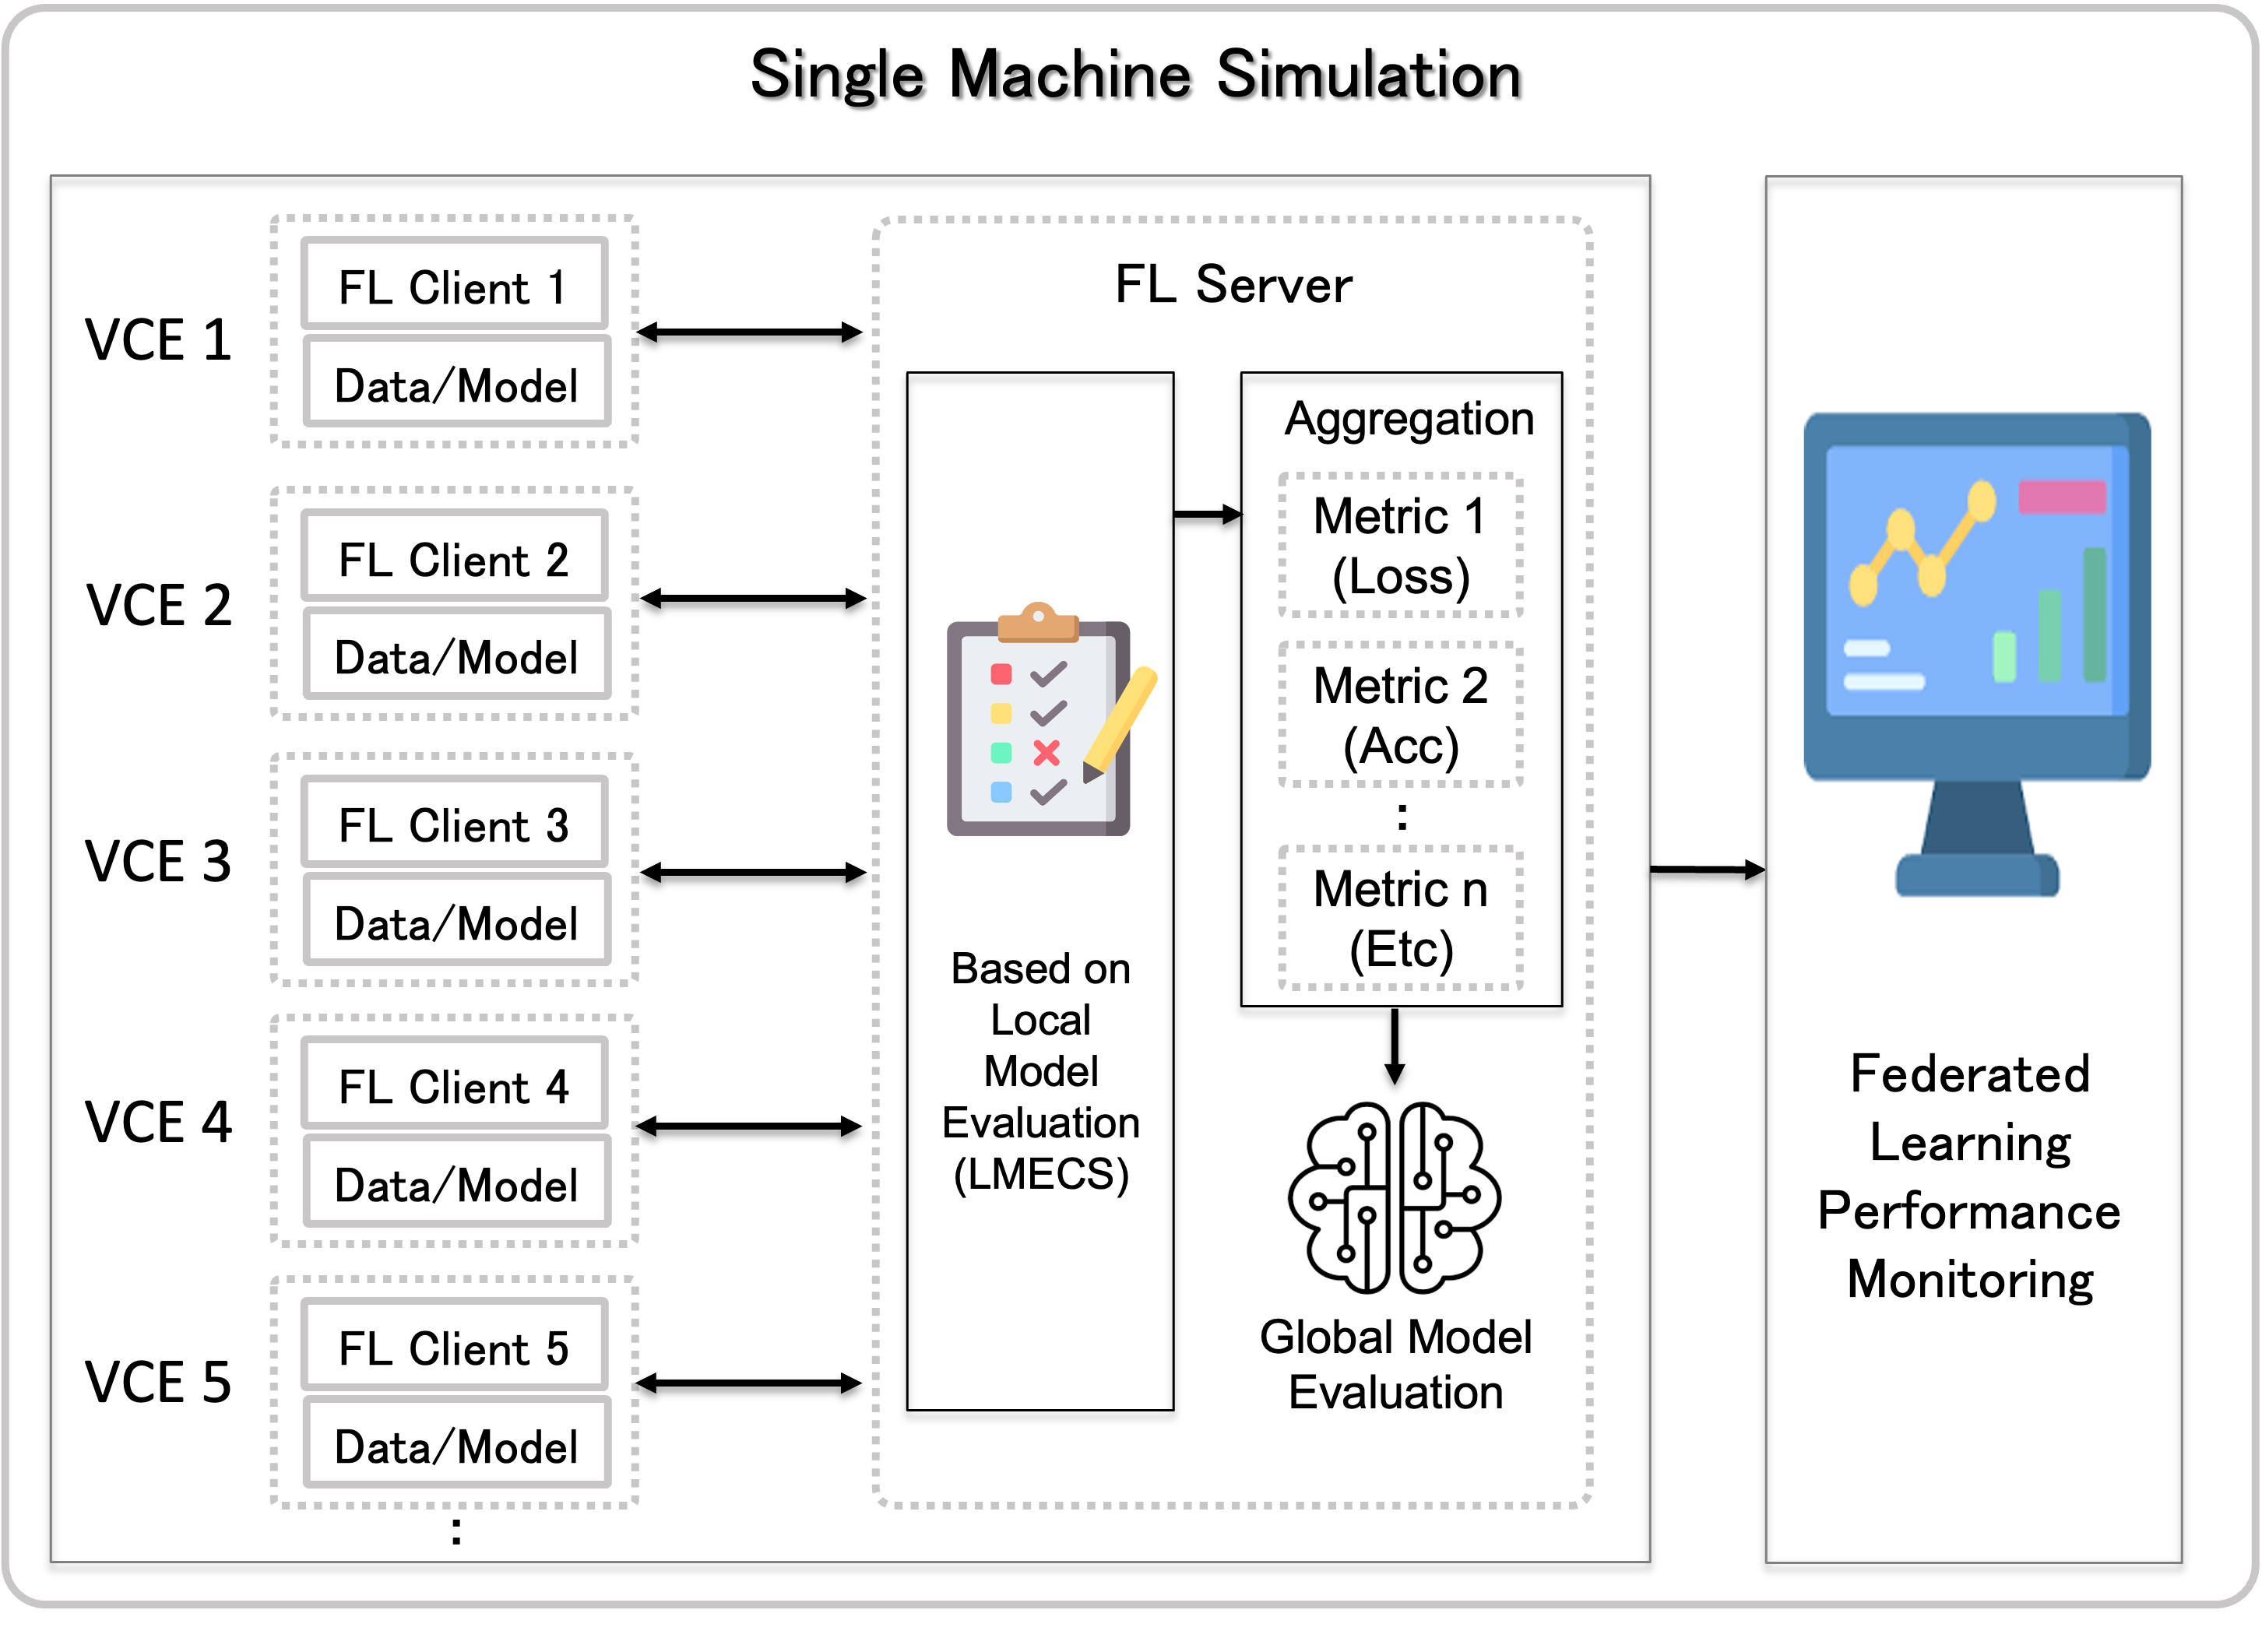 Single Machine Simulation
VCE 1
FL Client 1
Data/Model
VCE 2
FL Client 2
Data/Model
VCE 3
FL Client 3
Data/Model
VCE 4
FL Client 4
Data/Model
VCE 5
FL Client 5
Data/Model
:
FL Server
Based on
Local
Model
Evaluation
(LMECS)
Aggregation
Metric 1
(Loss)
Metric 2
(Acc)
:
Metric n
(Etc)
Global Model
Evaluation
Federated
Learning
Performance
Monitoring